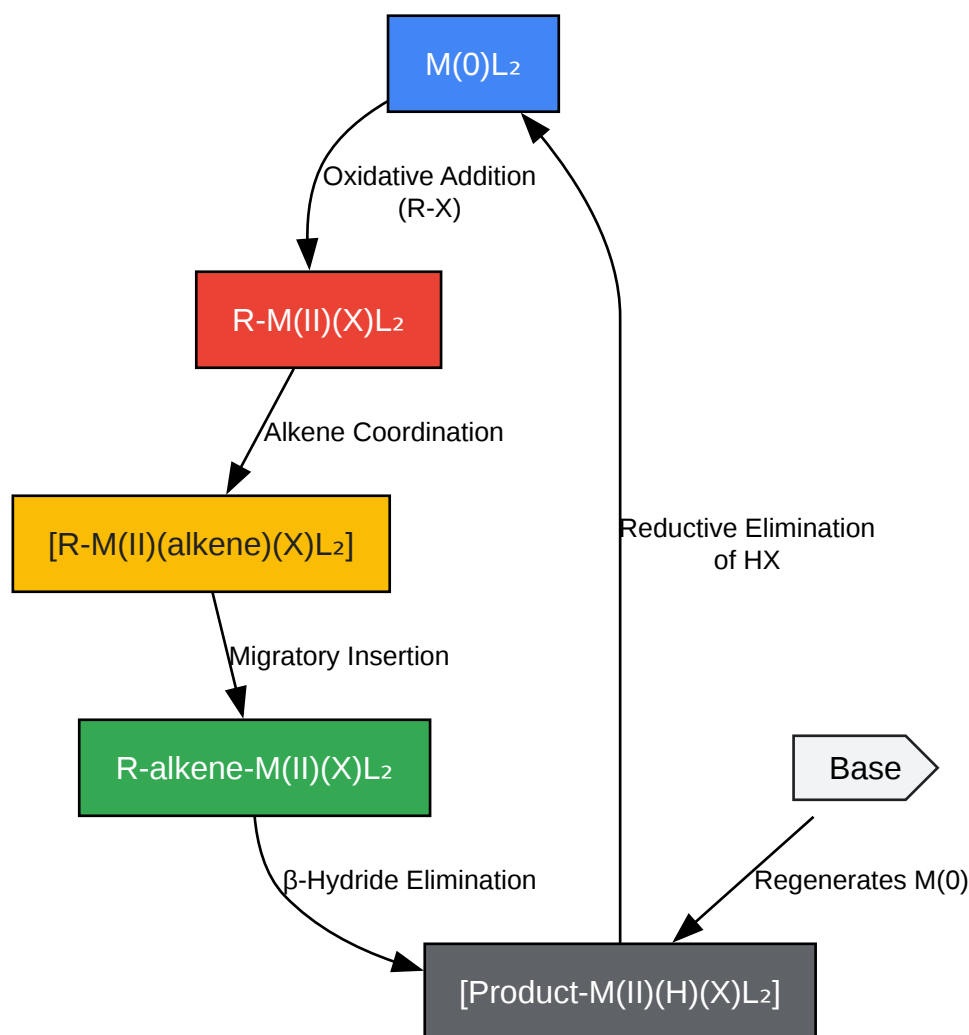 M(0)L₂
Oxidative Addition
(R-X)
R-M(II)(X)L₂
Alkene Coordination
[R-M(II)(alkene)(X)L₂]
Reductive Elimination
of HX
Migratory Insertion
R-alkene-M(II)(X)L₂
Base
β-Hydride Elimination
Regenerates M(0)
[Product-M(II)(H)(X)L₂]